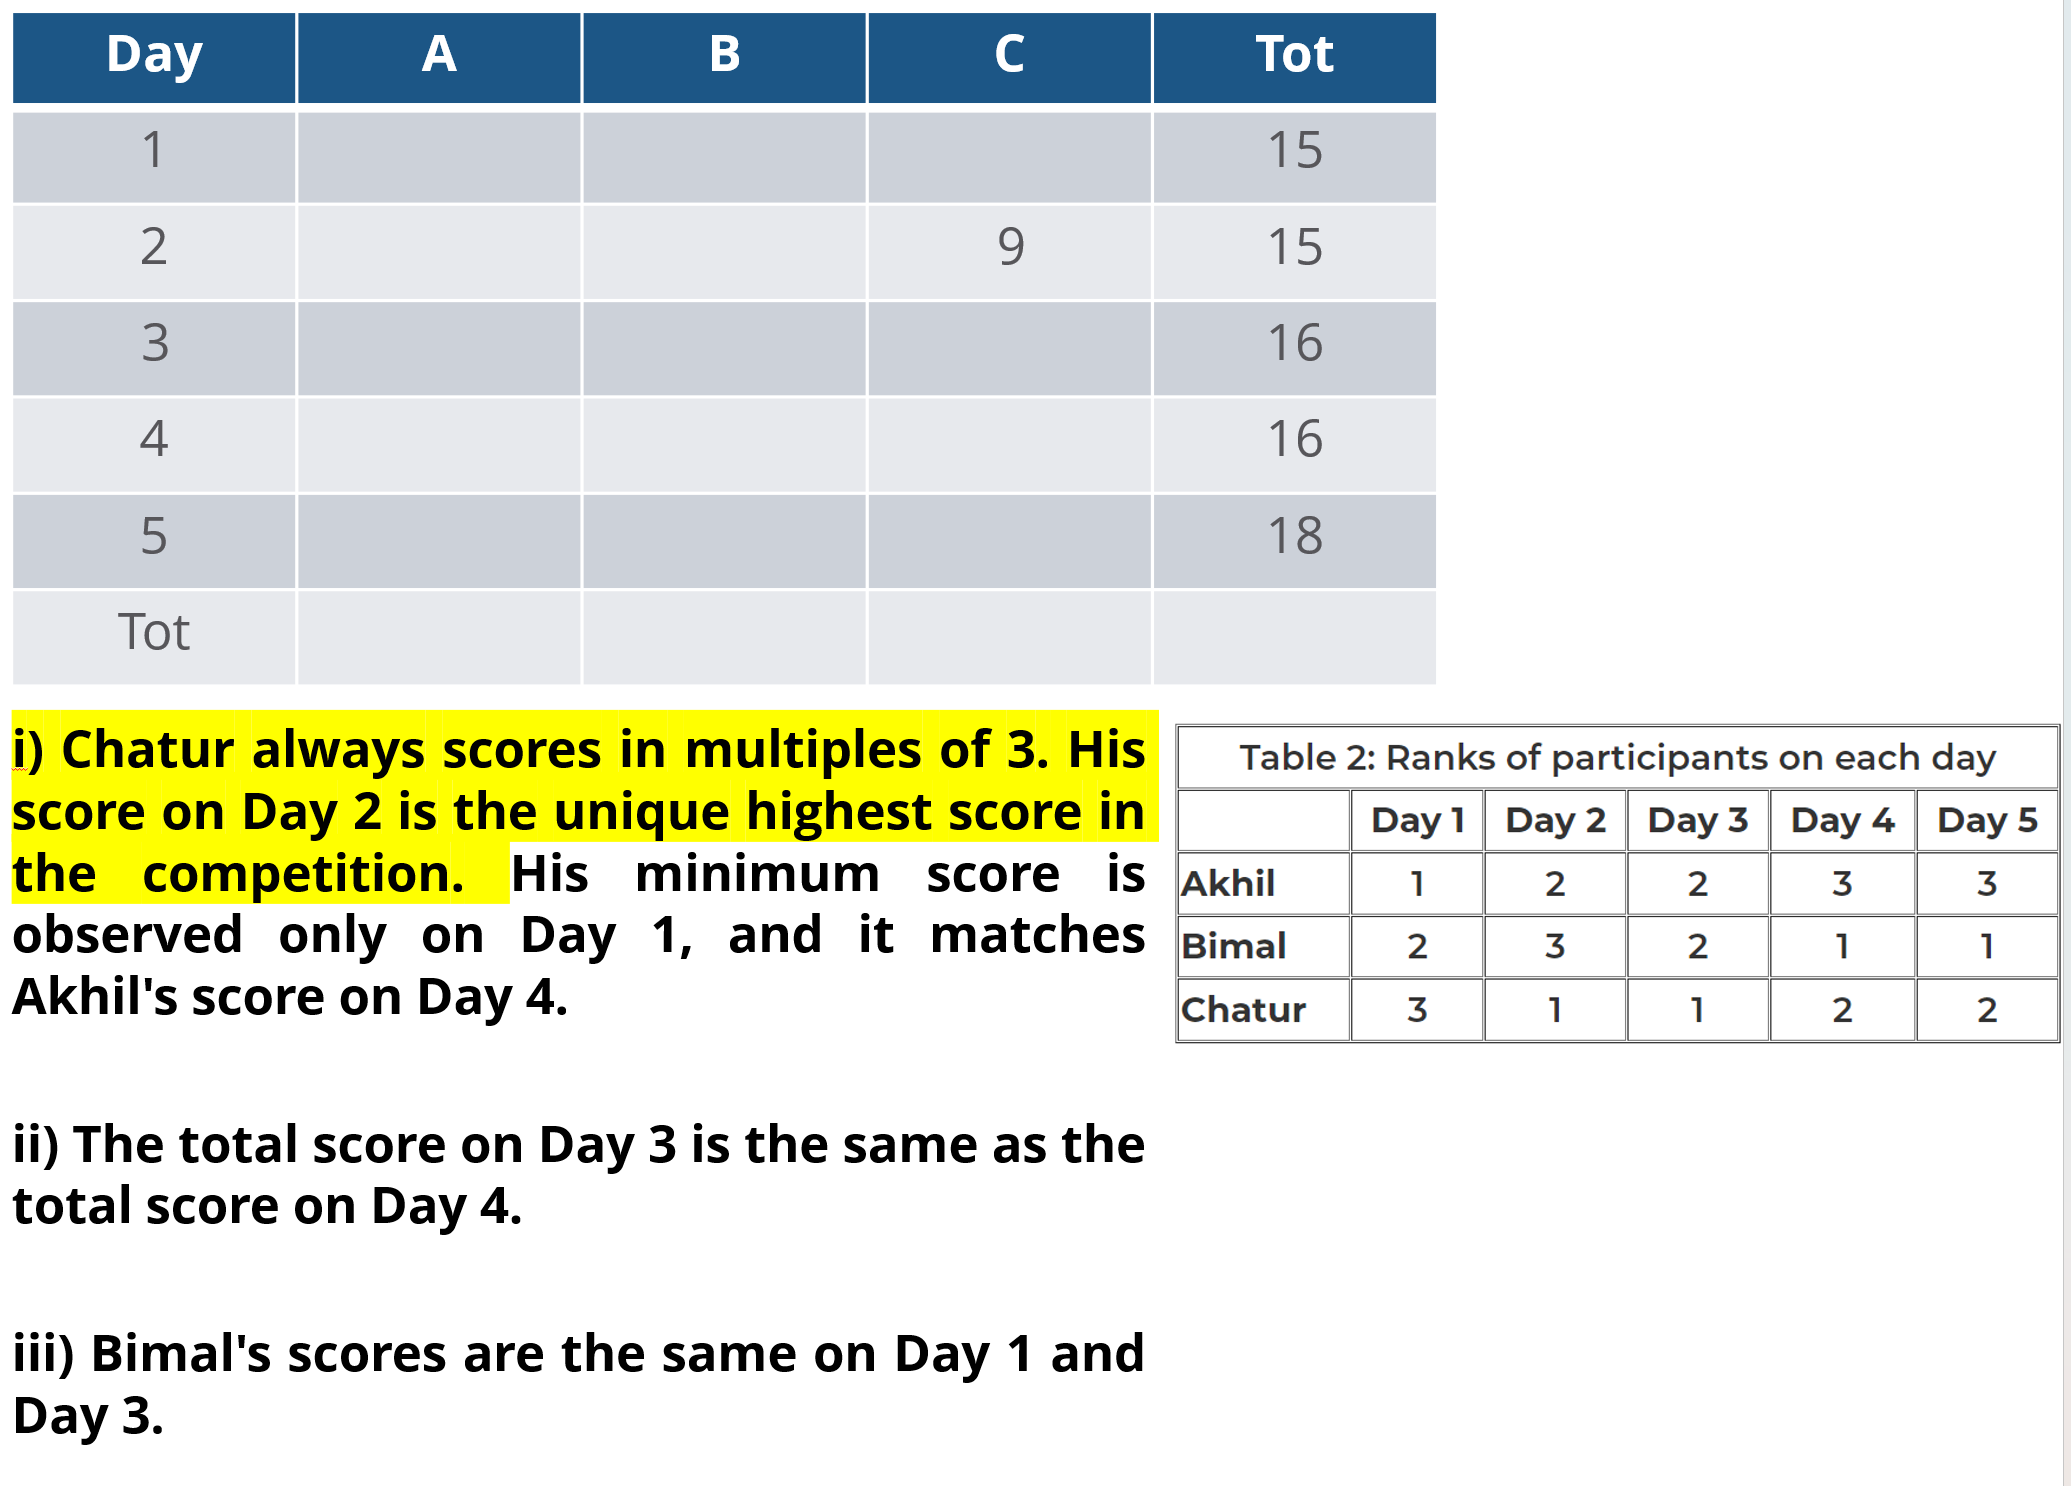 Day A B C Tot
1 15
2 9 15
3 16
4 16
5 18
Tot
i) Chatur always scores in multiples of 3. His
score on Day 2 is the unique highest score in
the competition. His minimum score is
observed only on Day 1, and it matches
Akhil's score on Day 4.
ii) The total score on Day 3 is the same as the
total score on Day 4.
iii) Bimal's scores are the same on Day 1 and
Day 3.
Table 2: Ranks of participants on each day
Day 1 Day 2 Day 3 Day 4 Day 5
Akhil 1 2 2 3 3
Bimal 2 3 2 1 1
Chatur 3 1 1 2 2